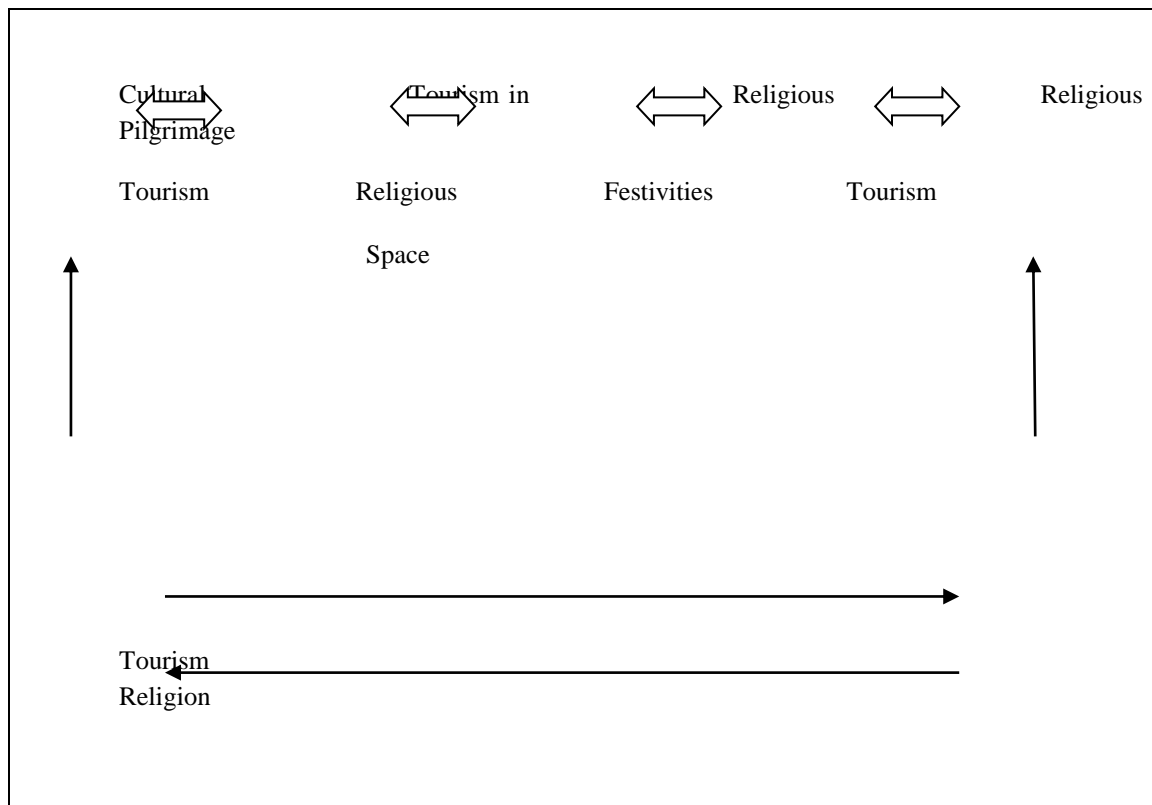 Cultural Tourism in Religious Religious
Pilgrimage
Tourism Religious Festivities Tourism
Space
Tourism
Religion